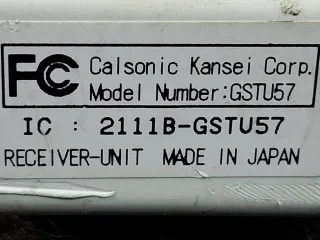 FC Calsonic Kansei Corp.
Model Number:GSTU57
IC : 2111B-GSTU57
RECEIVER-UNIT MADE IN JAPAN